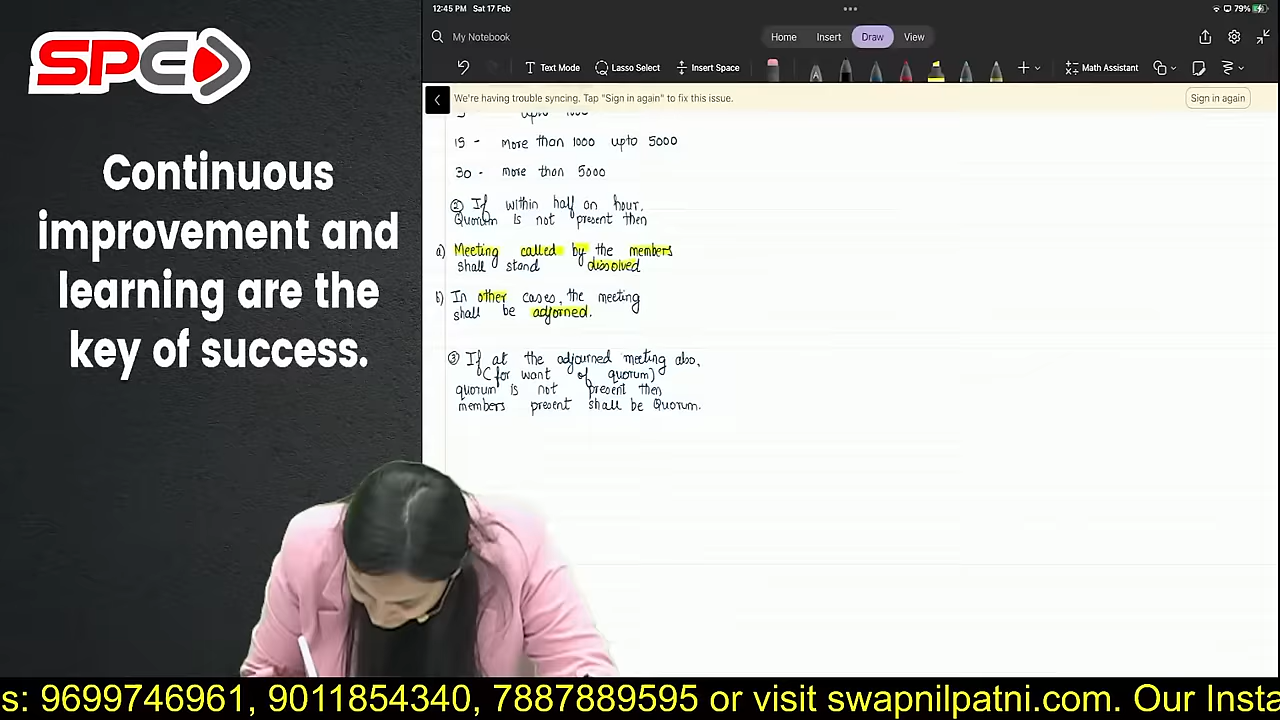 12:45 PM Sat 17 Feb
79%
SPC
Continuous
improvement and
learning are the
key of success.
My Notebook
Home Insert Draw View
Text Mode Lasso Select Insert Space Math Assistant
We're having trouble syncing. Tap "Sign in again" to fix this issue.
Sign in again
15 - More than 1000 upto 5000
30 - more than 5000
② If within half an hour,
Quorum is not present then
a) Meeting called by the members
shall stand dissolved
b) In other cases, the meeting
shall be adjorned.
③ If at the adjourned meeting also,
(for want of quorum)
quorum is not present then
members present shall be Quorum.
s: 9699746961, 9011854340, 7887889595 or visit swapnilpatni.com. Our Insta